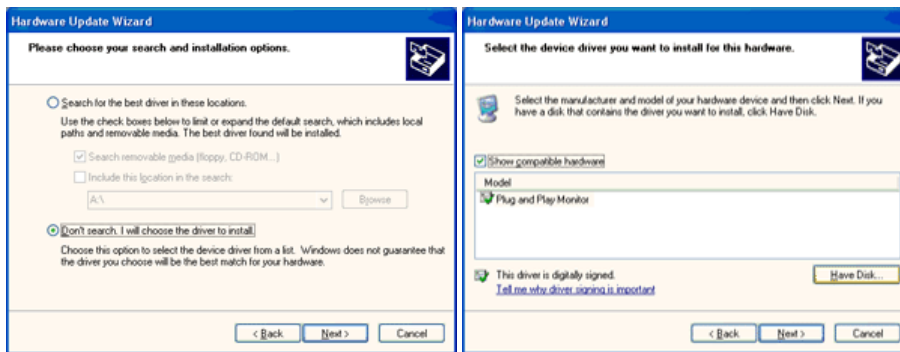 Hardware Update Wizard
Please choose your search and installation options.
Search for the best driver in these locations.
Use the check boxes below to limit or expand the default search, which includes local
paths and removable media. The best driver found will be installed.
Search removable media (floppy, CD-ROM...)
Include this location in the search:
A:\
Browse
Don't search. I will choose the driver to install.
Choose this option to select the device driver from a list. Windows does not guarantee that
the driver you choose will be the best match for your hardware.
< Back
Next >
Cancel
Hardware Update Wizard
Select the device driver you want to install for this hardware.
Select the manufacturer and model of your hardware device and then click Next. If you
have a disk that contains the driver you want to install, click Have Disk.
Show compatible hardware
Model
Plug and Play Monitor
This driver is digitally signed.
Tell me why driver signing is important
Have Disk...
< Back
Next >
Cancel